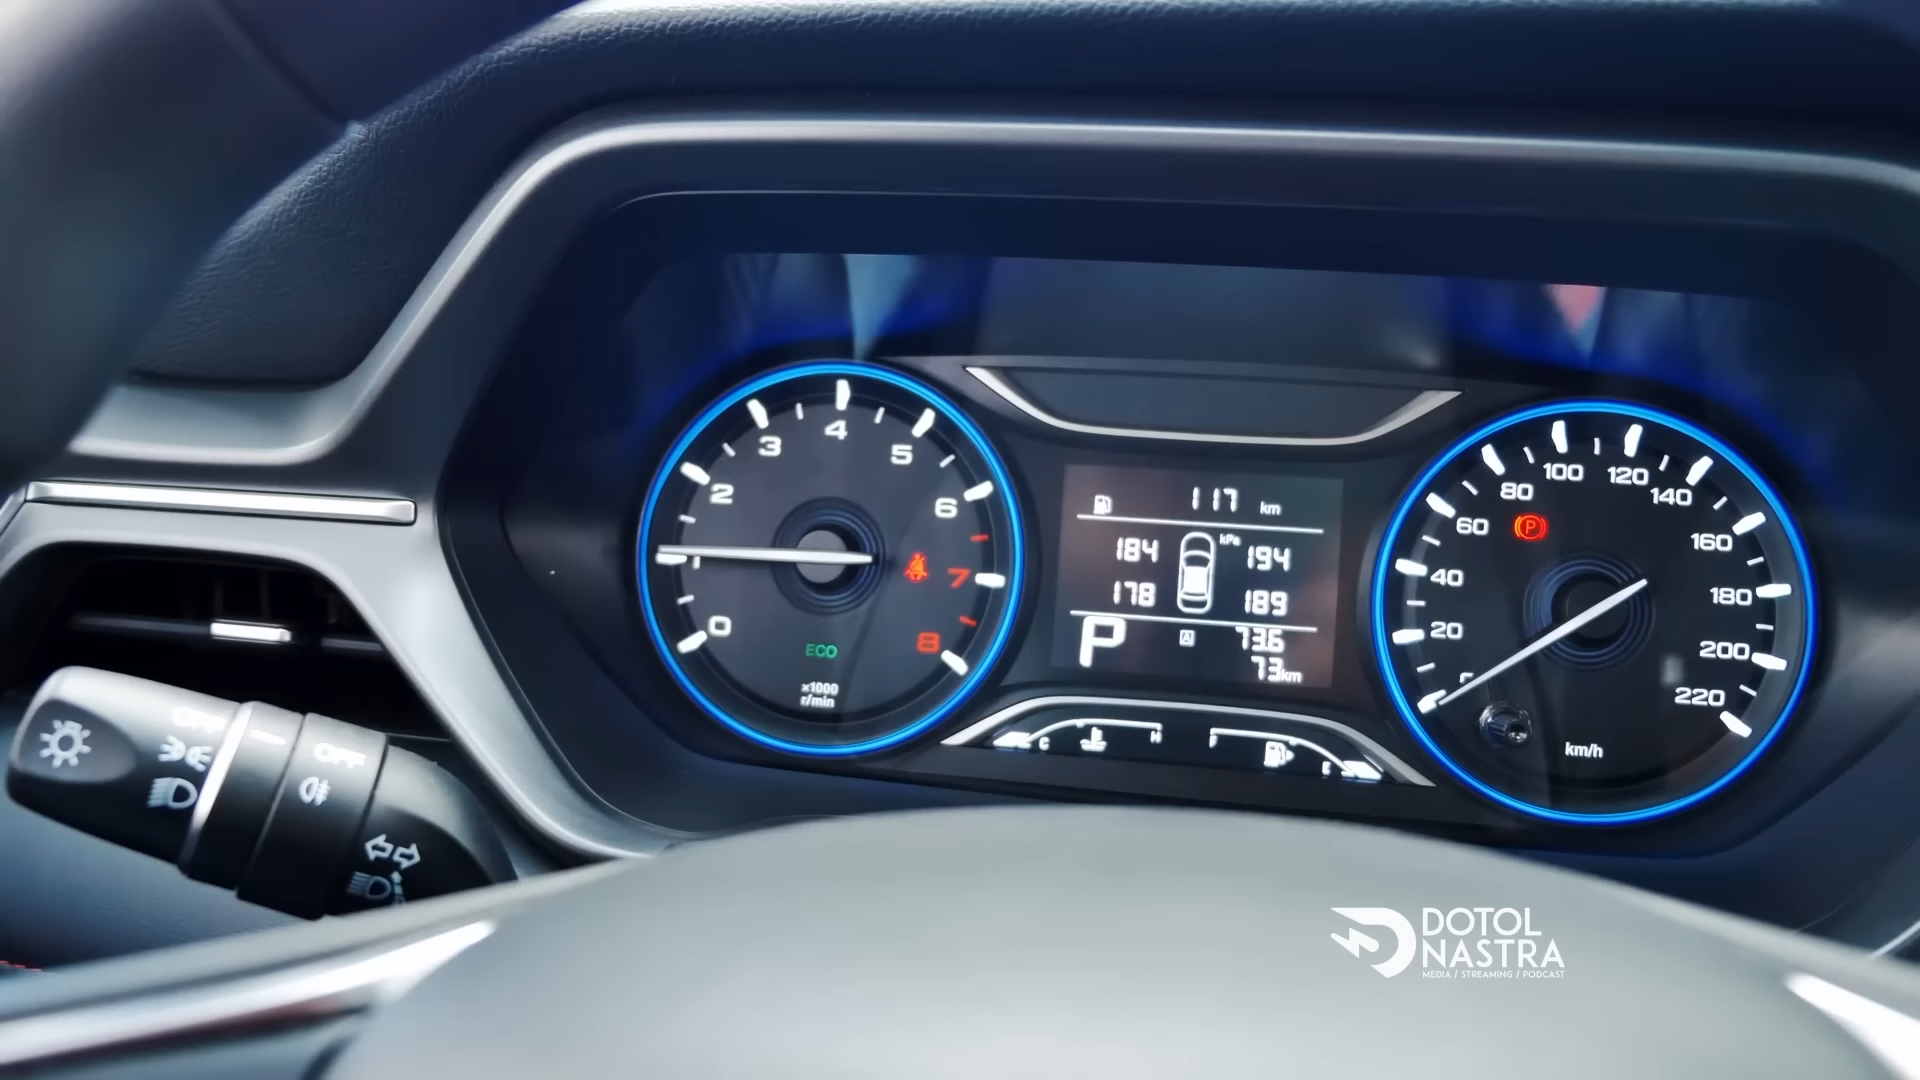 0
1
2
3
4
5
6
7
8
ECO
x1000
r/min
117 km
kPa
184 194
178 189
P A 73.6
73km
C H
F E
20
40
60
80
100
120
140
160
180
200
220
P
km/h
OFF
OFF
DOTOL
NASTRA
MEDIA / STREAMING / PODCAST